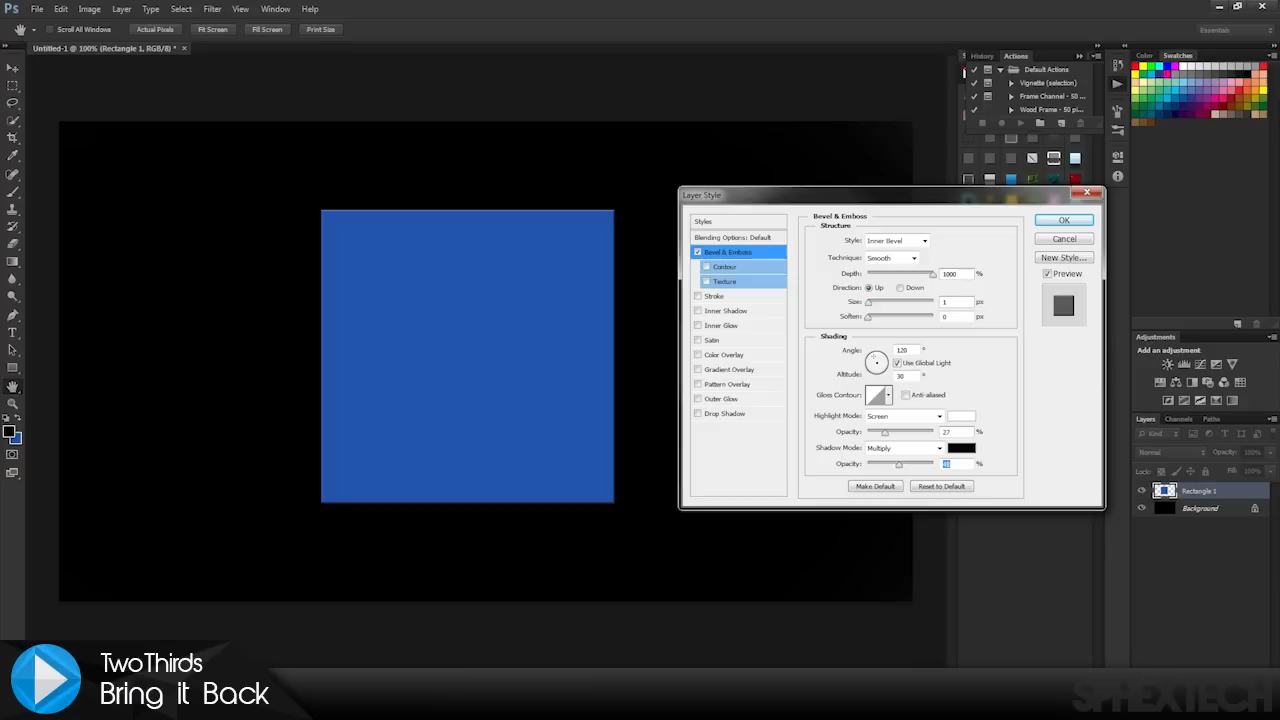 Ps File Edit Image Layer Type Select Filter View Window Help
Scroll All Windows Actual Pixels Fit Screen Fill Screen Print Size Essentials
Untitled-1 @ 100% (Rectangle 1, RGB/8) * ×
History Actions
Default Actions
Vignette (selection)
Frame Channel - 50 ...
Wood Frame - 50 pi...
Color Swatches
Layer Style
Styles
Blending Options: Default
Bevel & Emboss
Contour
Texture
Stroke
Inner Shadow
Inner Glow
Satin
Color Overlay
Gradient Overlay
Pattern Overlay
Outer Glow
Drop Shadow
Bevel & Emboss
Structure
Style: Inner Bevel
Technique: Smooth
Depth: 1000 %
Direction: Up Down
Size: 1 px
Soften: 0 px
Shading
Angle: 120 °
Use Global Light
Altitude: 30 °
Gloss Contour: Anti-aliased
Highlight Mode: Screen
Opacity: 27 %
Shadow Mode: Multiply
Opacity: %
Make Default Reset to Default
OK
Cancel
New Style...
Preview
Adjustments
Add an adjustment
Layers Channels Paths
Kind
Normal Opacity: 100%
Lock: Fill: 100%
Rectangle 1
Background
TwoThirds
Bring it Back
SPHEXTECH